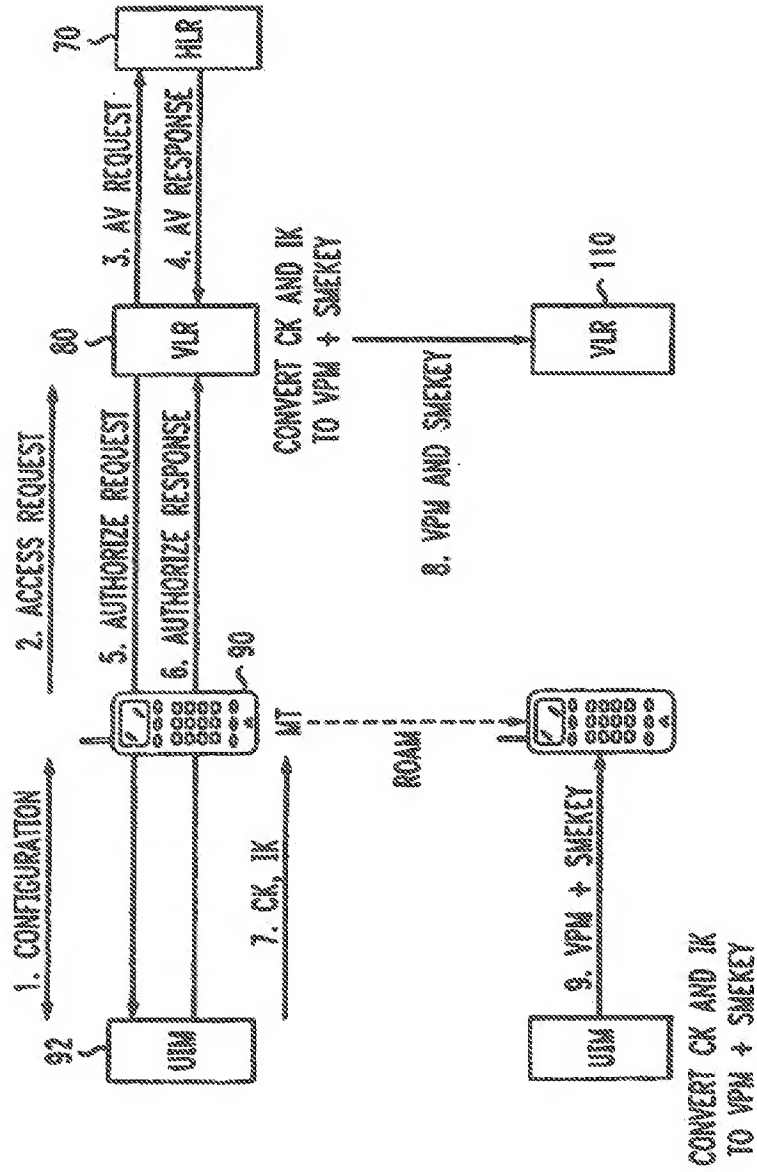 1. CONFIGURATION
2. ACCESS REQUEST
92
80
70
5. AUTHORIZE REQUEST
3. AV REQUEST
UIM
VLR
HLR
6. AUTHORIZE RESPONSE
4. AV RESPONSE
90
7. CK, IK
MT
CONVERT CK AND IK
TO VPM + SMEKEY
ROAM
8. VPM AND SMEKEY
9. VPM + SMEKEY
110
UIM
VLR
CONVERT CK AND IK
TO VPM + SMEKEY